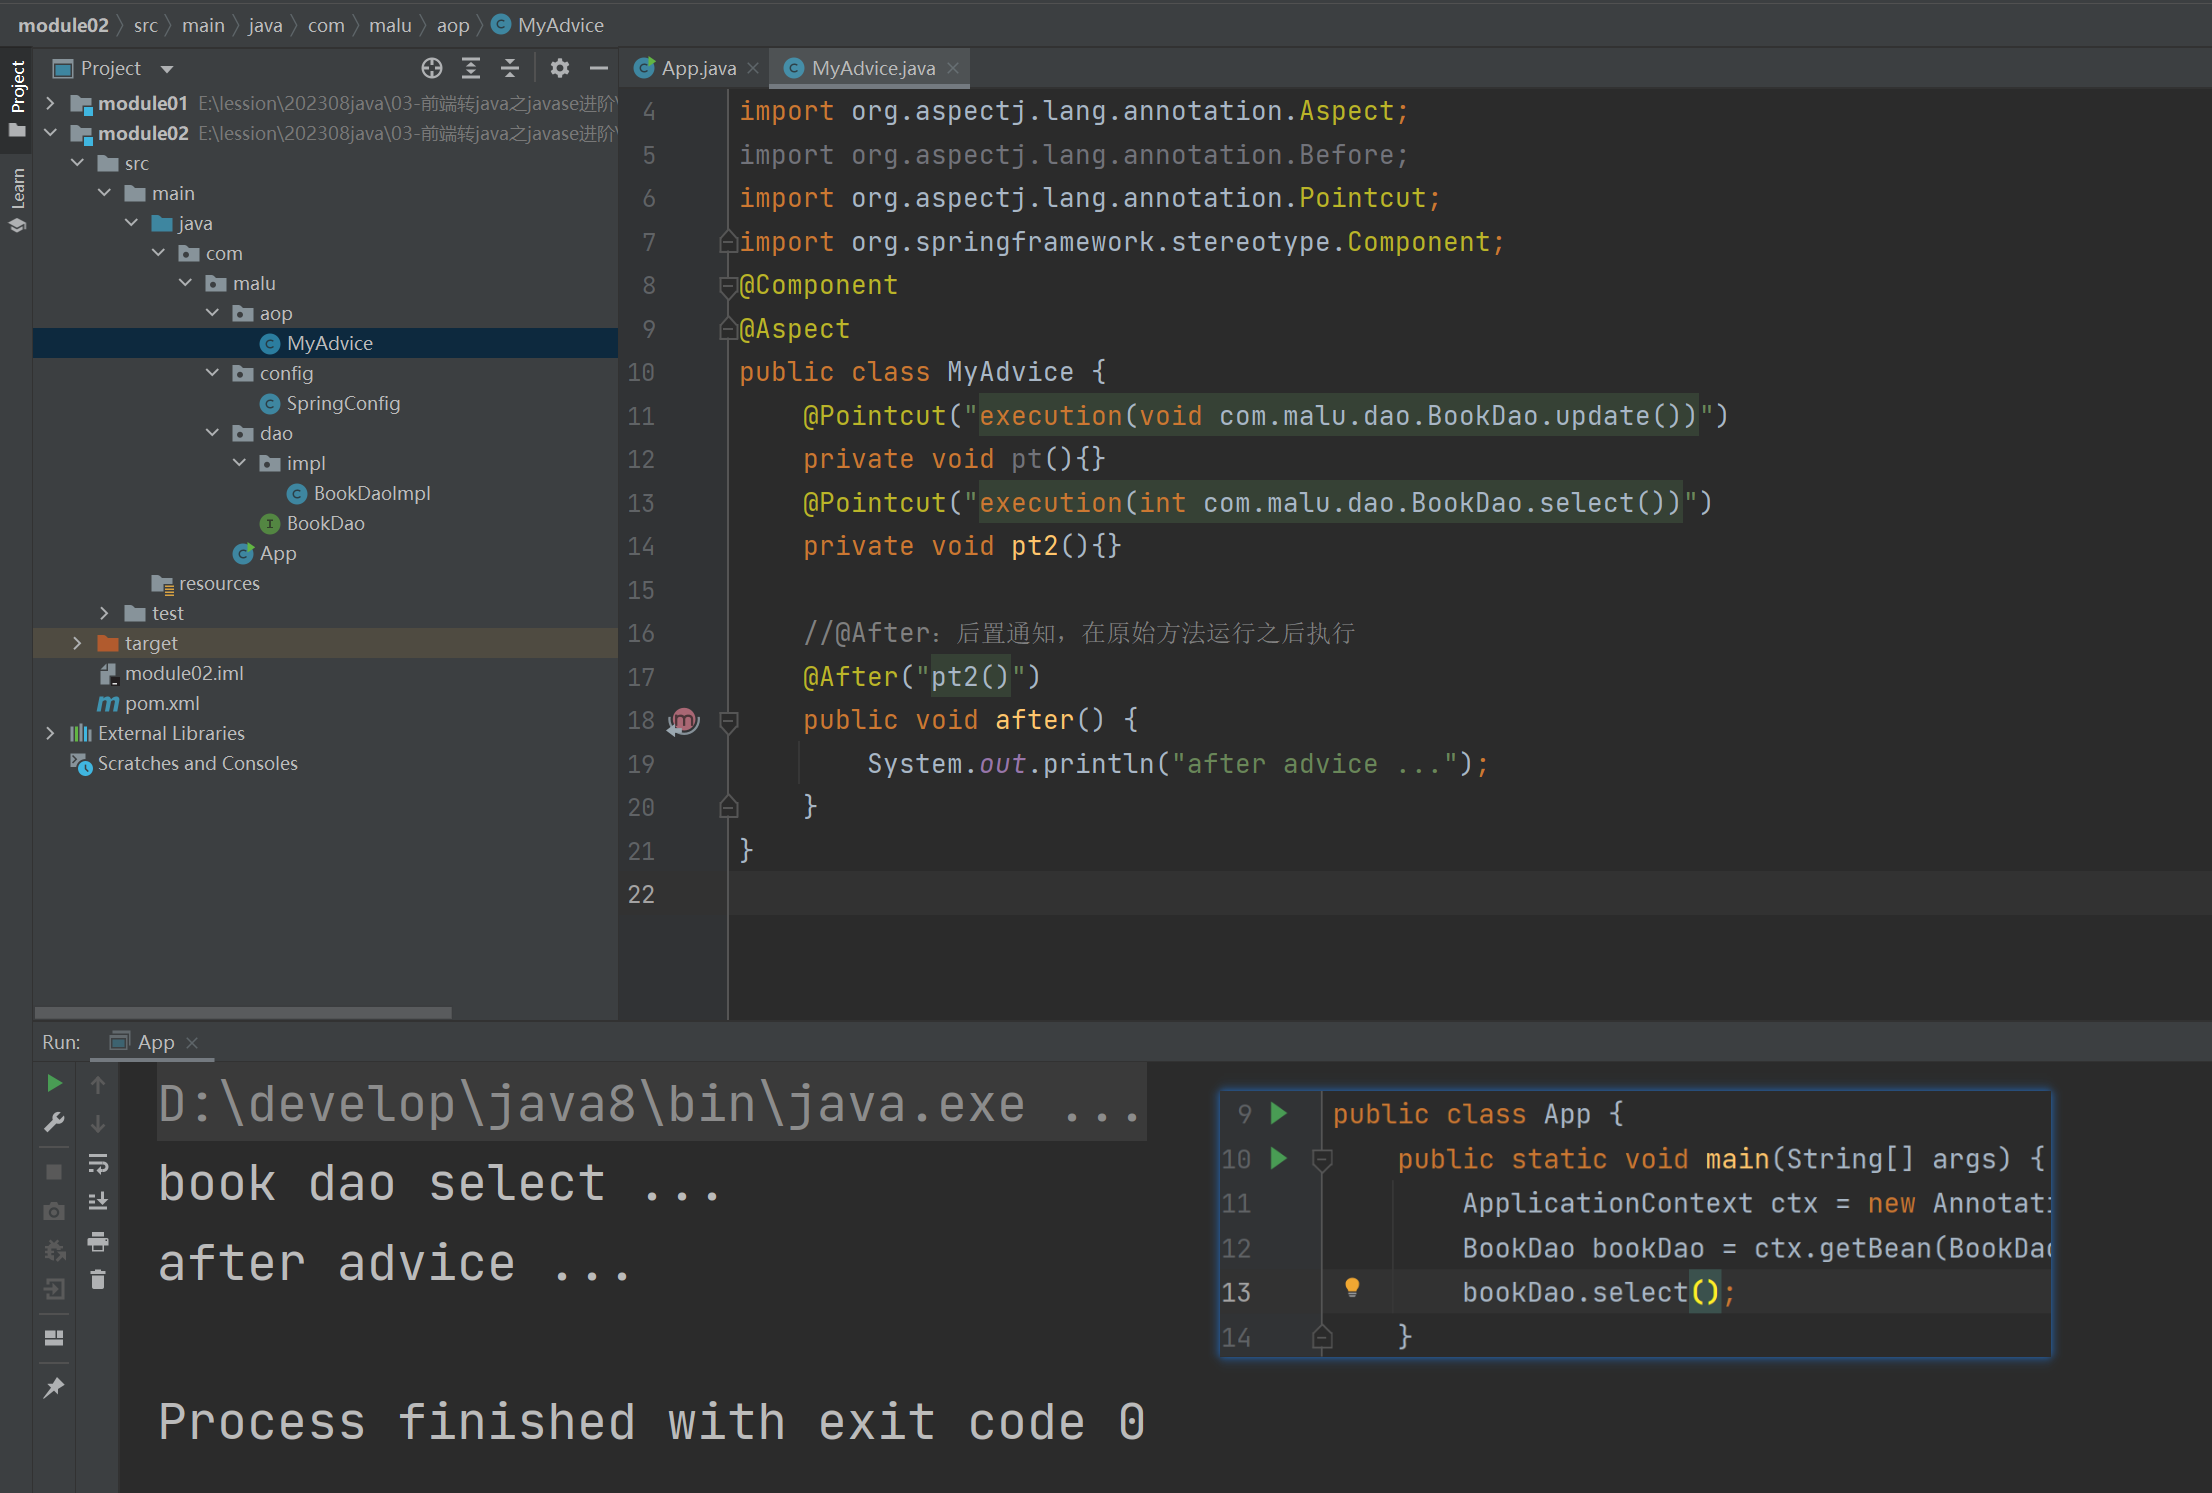 module02 src main java com malu aop MyAdvice
Project
Learn
Project
module01 E:\lession\202308java\03-前端转java之javase进阶\
module02 E:\lession\202308java\03-前端转java之javase进阶\
src
main
java
com
malu
aop
MyAdvice
config
SpringConfig
dao
impl
BookDaoImpl
BookDao
App
resources
test
target
module02.iml
pom.xml
External Libraries
Scratches and Consoles
App.java MyAdvice.java
4 import org.aspectj.lang.annotation.Aspect;
5 import org.aspectj.lang.annotation.Before;
6 import org.aspectj.lang.annotation.Pointcut;
7 import org.springframework.stereotype.Component;
8 @Component
9 @Aspect
10 public class MyAdvice {
11 @Pointcut("execution(void com.malu.dao.BookDao.update())")
12 private void pt(){}
13 @Pointcut("execution(int com.malu.dao.BookDao.select())")
14 private void pt2(){}
15
16 //@After：后置通知，在原始方法运行之后执行
17 @After("pt2()")
18 public void after() {
19 System.out.println("after advice ...");
20 }
21 }
22
Run: App
D:\develop\java8\bin\java.exe ...
book dao select ...
after advice ...
Process finished with exit code 0
9 public class App {
10 public static void main(String[] args) {
11 ApplicationContext ctx = new Annotati
12 BookDao bookDao = ctx.getBean(BookDao
13 bookDao.select();
14 }